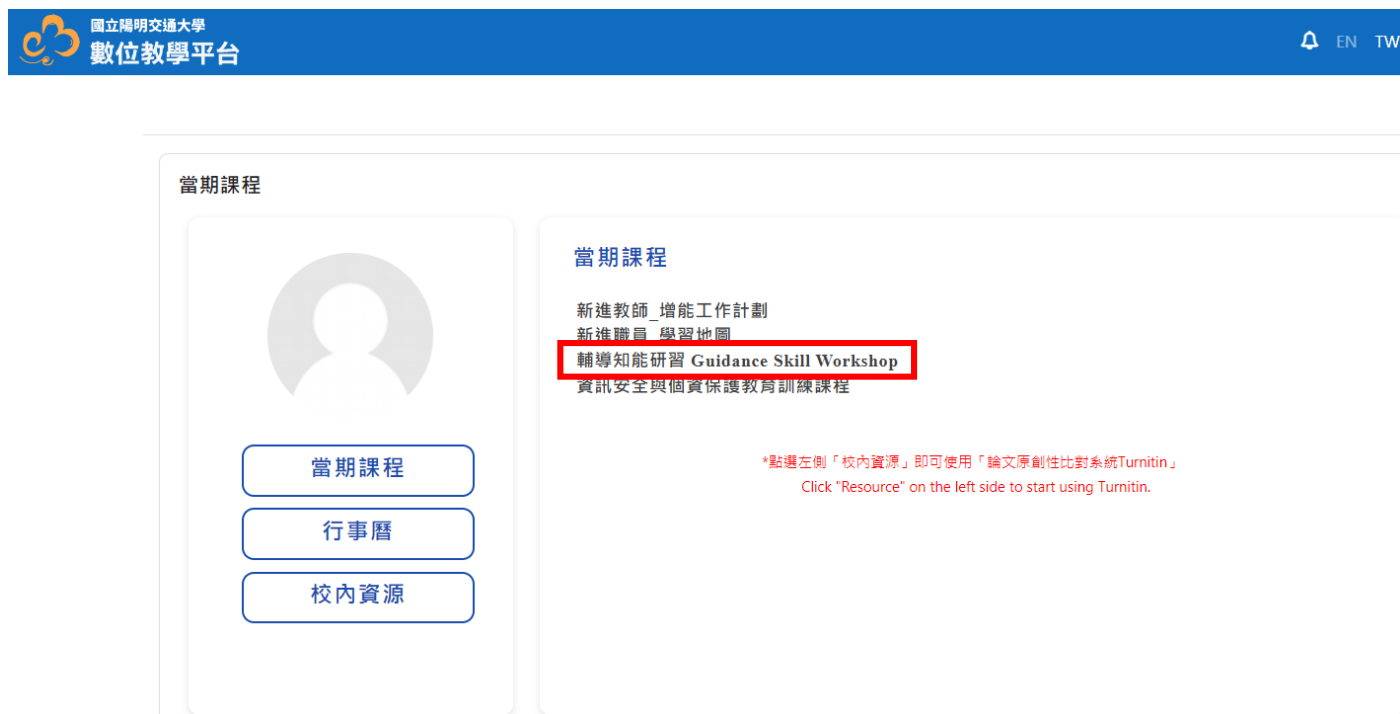 國立陽明交通大學
數位教學平台
EN TW
當期課程
當期課程
新進教師_增能工作計劃
新進職員_學習地圖
輔導知能研習 Guidance Skill Workshop
資訊安全與個資保護教育訓練課程
*點選左側「校內資源」即可使用「論文原創性比對系統Turnitin」
Click "Resource" on the left side to start using Turnitin.
當期課程
行事曆
校內資源